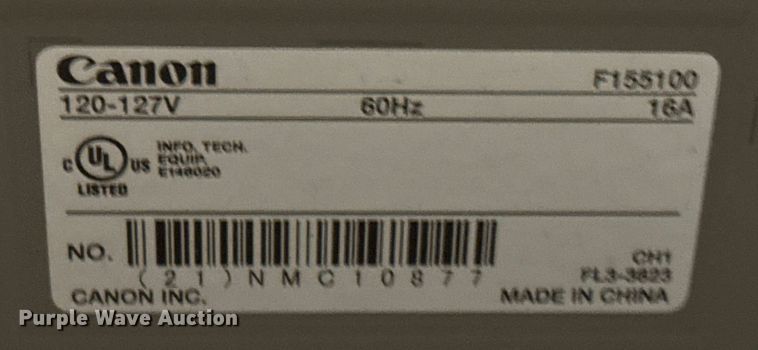 Canon F155100
120-127V 60Hz 16A
C UL US INFO. TECH.
EQUIP.
E148020
LISTED
NO.
(21)NMC10877
CH1
FL3-3823
CANON INC. MADE IN CHINA
Purple Wave Auction